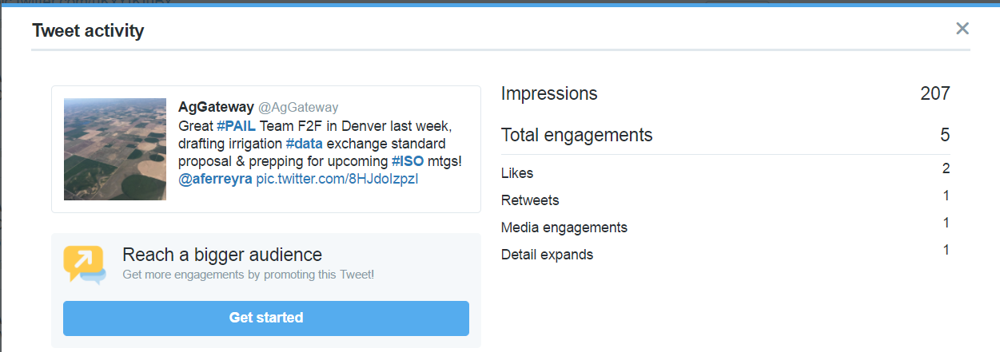 Tweet activity
AgGateway @AgGateway
Great #PAIL Team F2F in Denver last week,
drafting irrigation #data exchange standard
proposal & prepping for upcoming #ISO mtgs!
@aferreyra pic.twitter.com/8HJdoIzpzI
Reach a bigger audience
Get more engagements by promoting this Tweet!
Get started
Impressions 207
Total engagements 5
Likes 2
Retweets 1
Media engagements 1
Detail expands 1